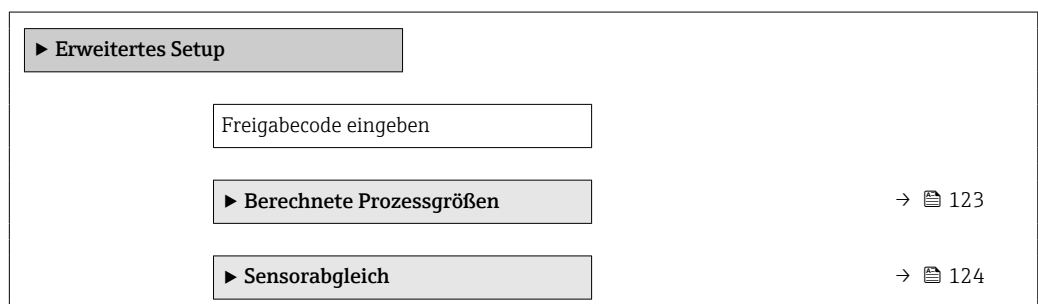 ▶ Erweitertes Setup
Freigabecode eingeben
▶ Berechnete Prozessgrößen → 123
▶ Sensorabgleich → 124